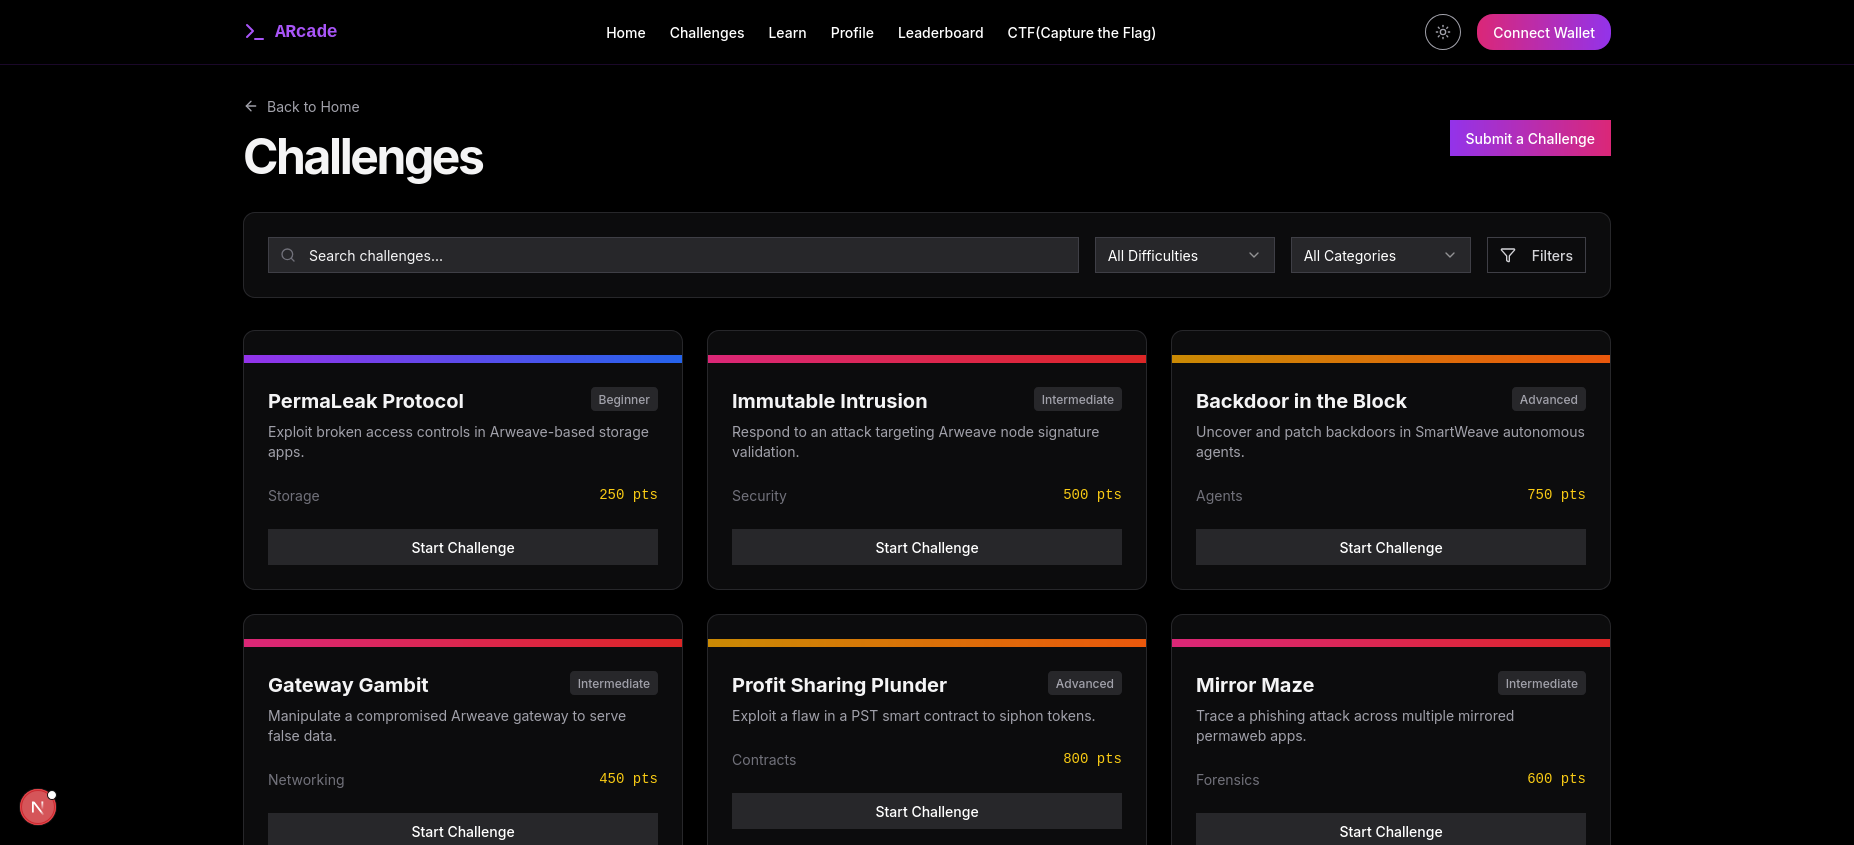 ARcade
Home
Challenges
Learn
Profile
Leaderboard
CTF(Capture the Flag)
Connect Wallet
Back to Home
Challenges
Submit a Challenge
Search challenges...
All Difficulties
All Categories
Filters
PermaLeak Protocol
Beginner
Exploit broken access controls in Arweave-based storage
apps.
Storage
250 pts
Start Challenge
Immutable Intrusion
Intermediate
Respond to an attack targeting Arweave node signature
validation.
Security
500 pts
Start Challenge
Backdoor in the Block
Advanced
Uncover and patch backdoors in SmartWeave autonomous
agents.
Agents
750 pts
Start Challenge
Gateway Gambit
Intermediate
Manipulate a compromised Arweave gateway to serve
false data.
Networking
450 pts
Start Challenge
Profit Sharing Plunder
Advanced
Exploit a flaw in a PST smart contract to siphon tokens.
Contracts
800 pts
Start Challenge
Mirror Maze
Intermediate
Trace a phishing attack across multiple mirrored
permaweb apps.
Forensics
600 pts
Start Challenge
N